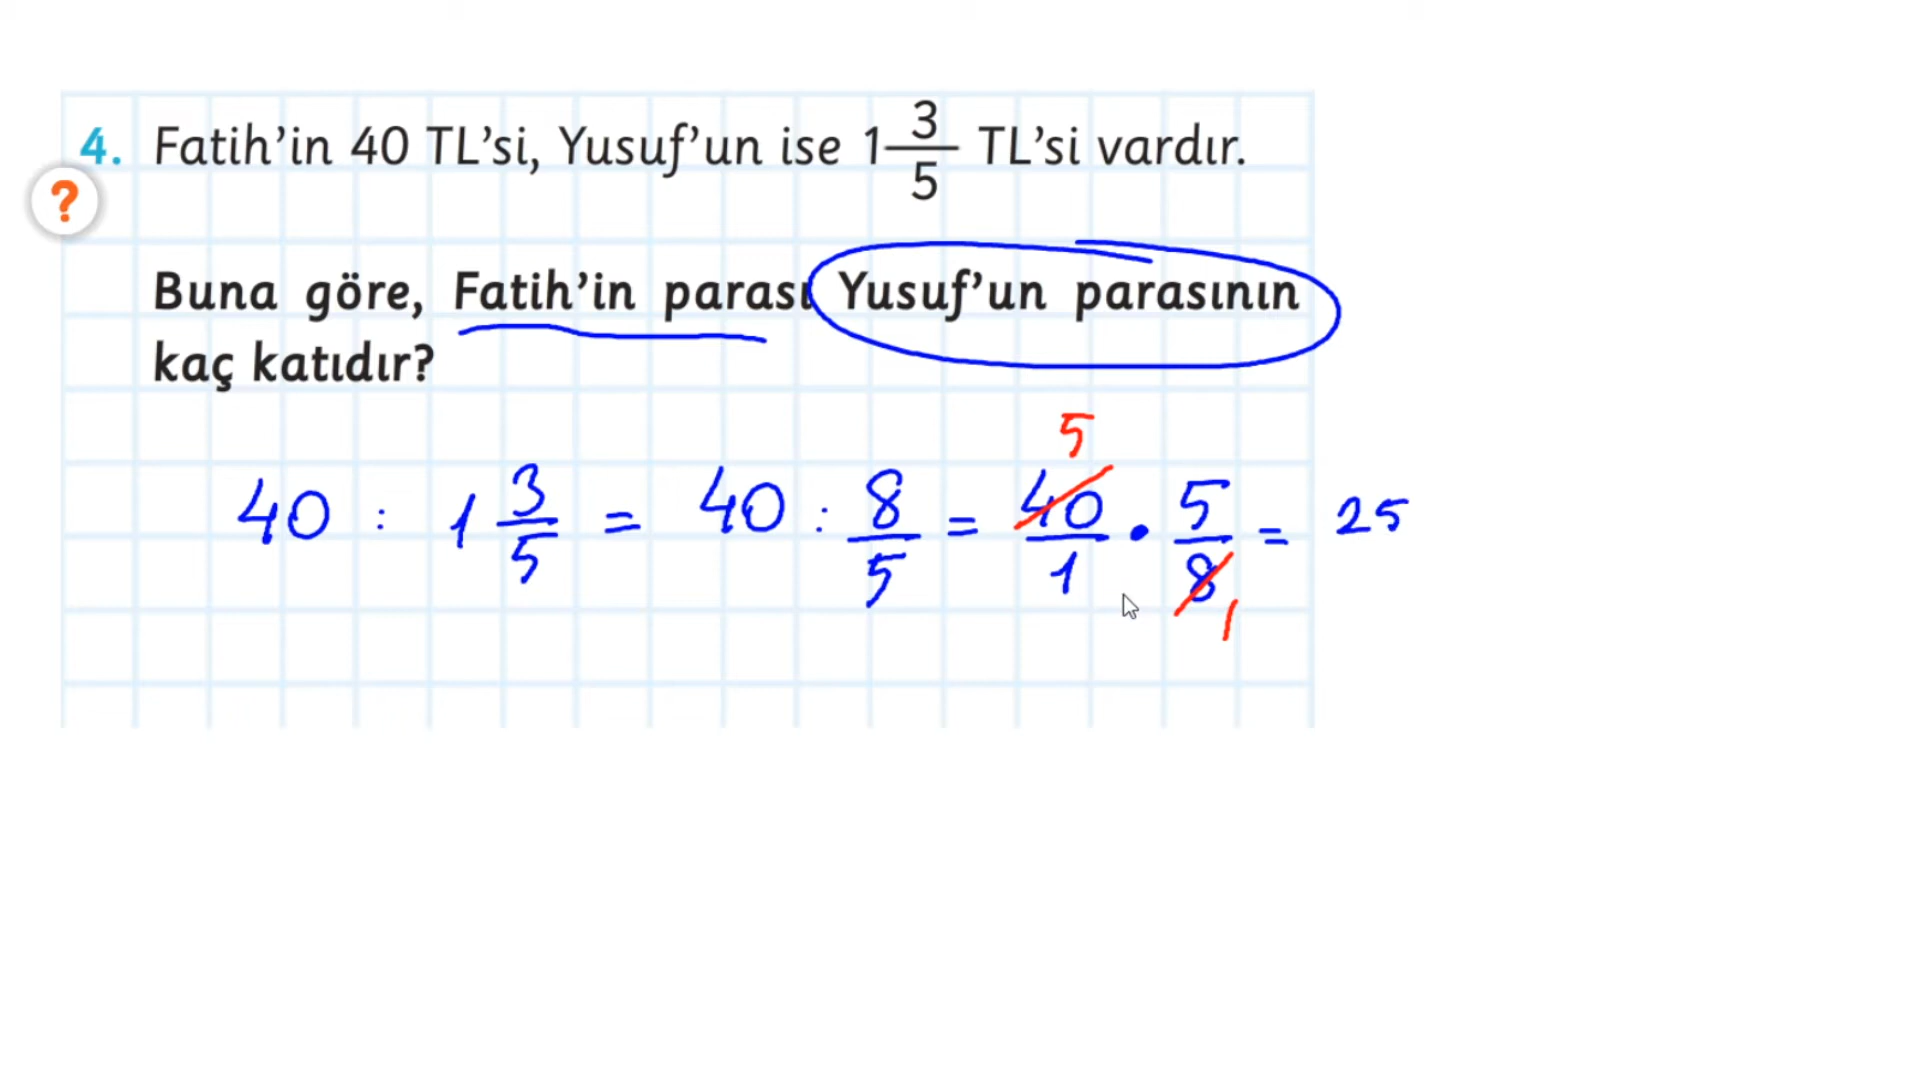 4. Fatih'in 40 TL'si, Yusuf'un ise 1 3/5 TL'si vardır.
?
Buna göre, Fatih'in parası Yusuf'un parasının
kaç katıdır?
5
40 : 1 3/5 = 40 : 8/5 = 40/1 • 5/8 = 25
1